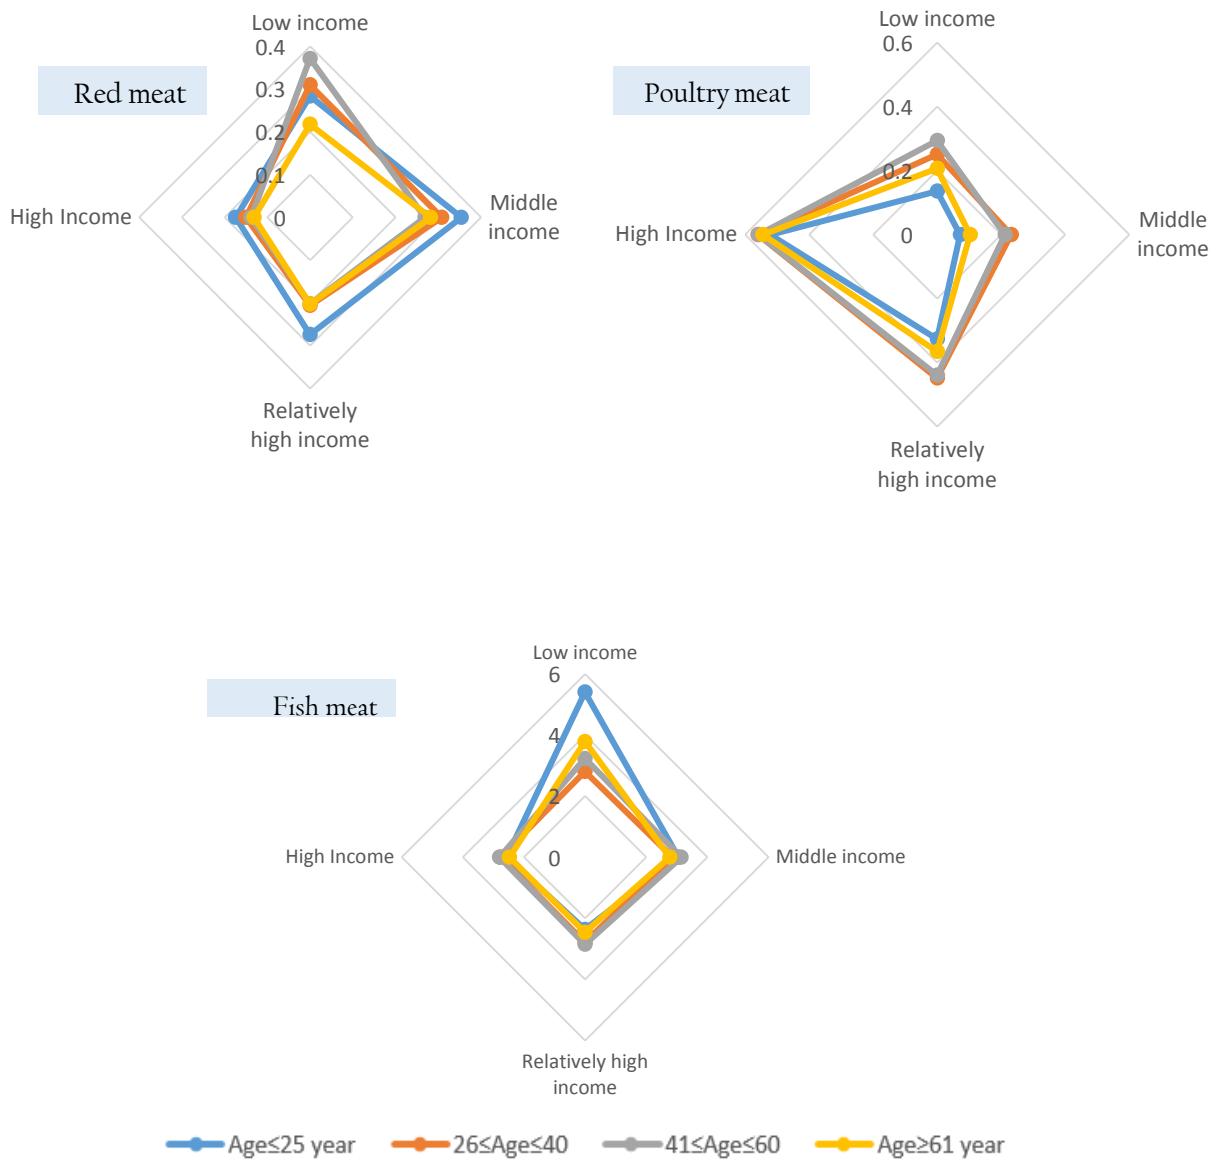 Low income
0.4
0.3
0.2
0.1
0
Red meat
High Income
Middle
income
Relatively
high income
Low income
0.6
0.4
0.2
0
Poultry meat
High Income
Middle
income
Relatively
high income
Low income
6
4
2
0
Fish meat
High Income
Middle income
Relatively high
income
Age≤25 year
26≤Age≤40
41≤Age≤60
Age≥61 year